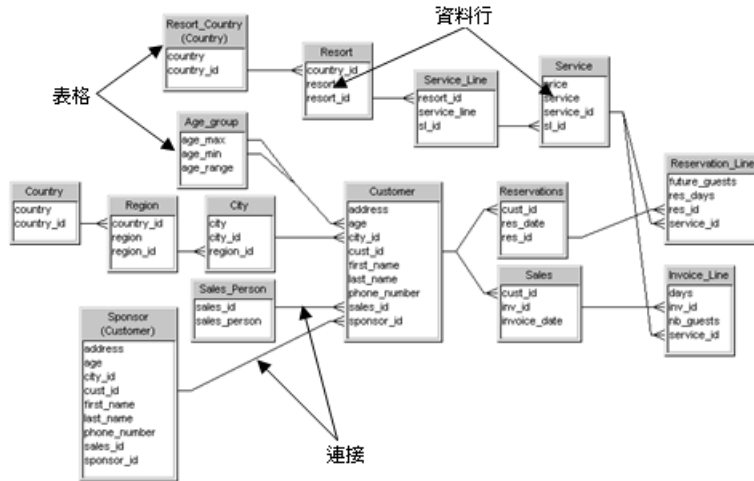 Resort_Country
(Country)
country
country_id
Resort
country_id
resort
resort_id
資料行
Service_Line
resort_id
service_line
sl_id
Service
price
service
service_id
sl_id
表格
Age_group
age_max
age_min
age_range
Country
country
country_id
Region
country_id
region
region_id
City
city
city_id
region_id
Customer
address
age
city_id
cust_id
first_name
last_name
phone_number
sales_id
sponsor_id
Reservations
cust_id
res_date
res_id
Reservation_Line
future_guests
res_days
res_id
service_id
Sales_Person
sales_id
sales_person
Sales
cust_id
inv_id
invoice_date
Invoice_Line
days
inv_id
nb_guests
service_id
Sponsor
(Customer)
address
age
city_id
cust_id
first_name
last_name
phone_number
sales_id
sponsor_id
連接